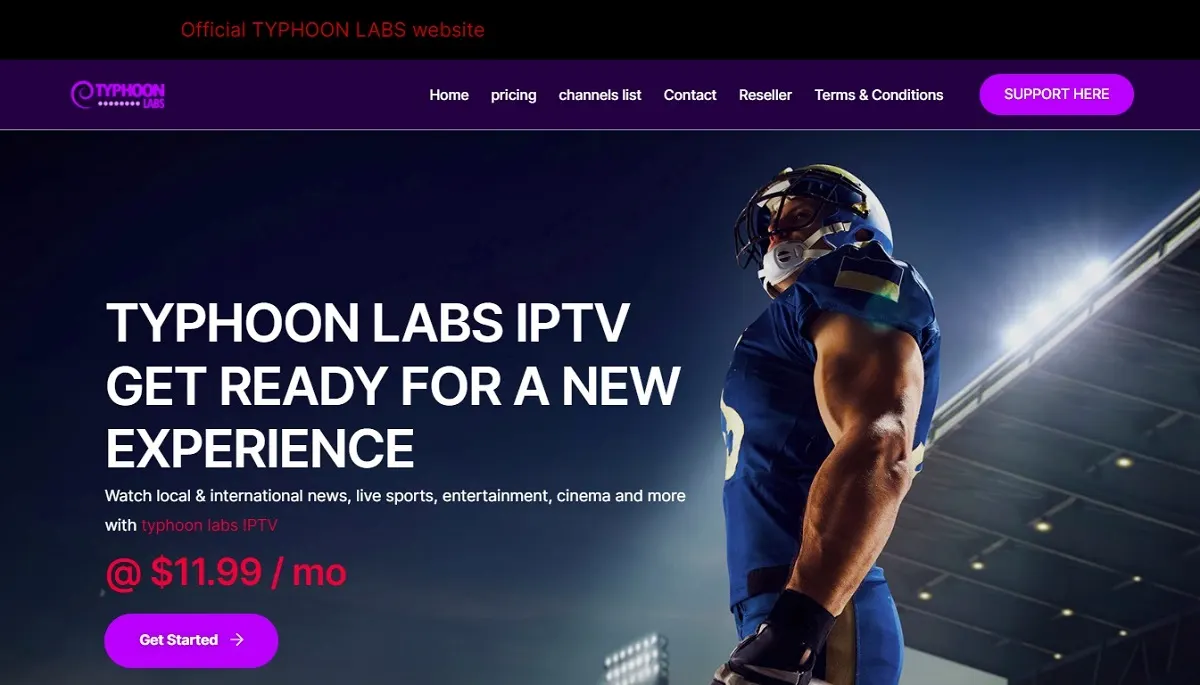 Official TYPHOON LABS website
TYPHOON
LABS
Home pricing channels list Contact Reseller Terms & Conditions SUPPORT HERE
TYPHOON LABS IPTV
GET READY FOR A NEW
EXPERIENCE
Watch local & international news, live sports, entertainment, cinema and more
with typhoon labs IPTV
@ $11.99 / mo
Get Started →